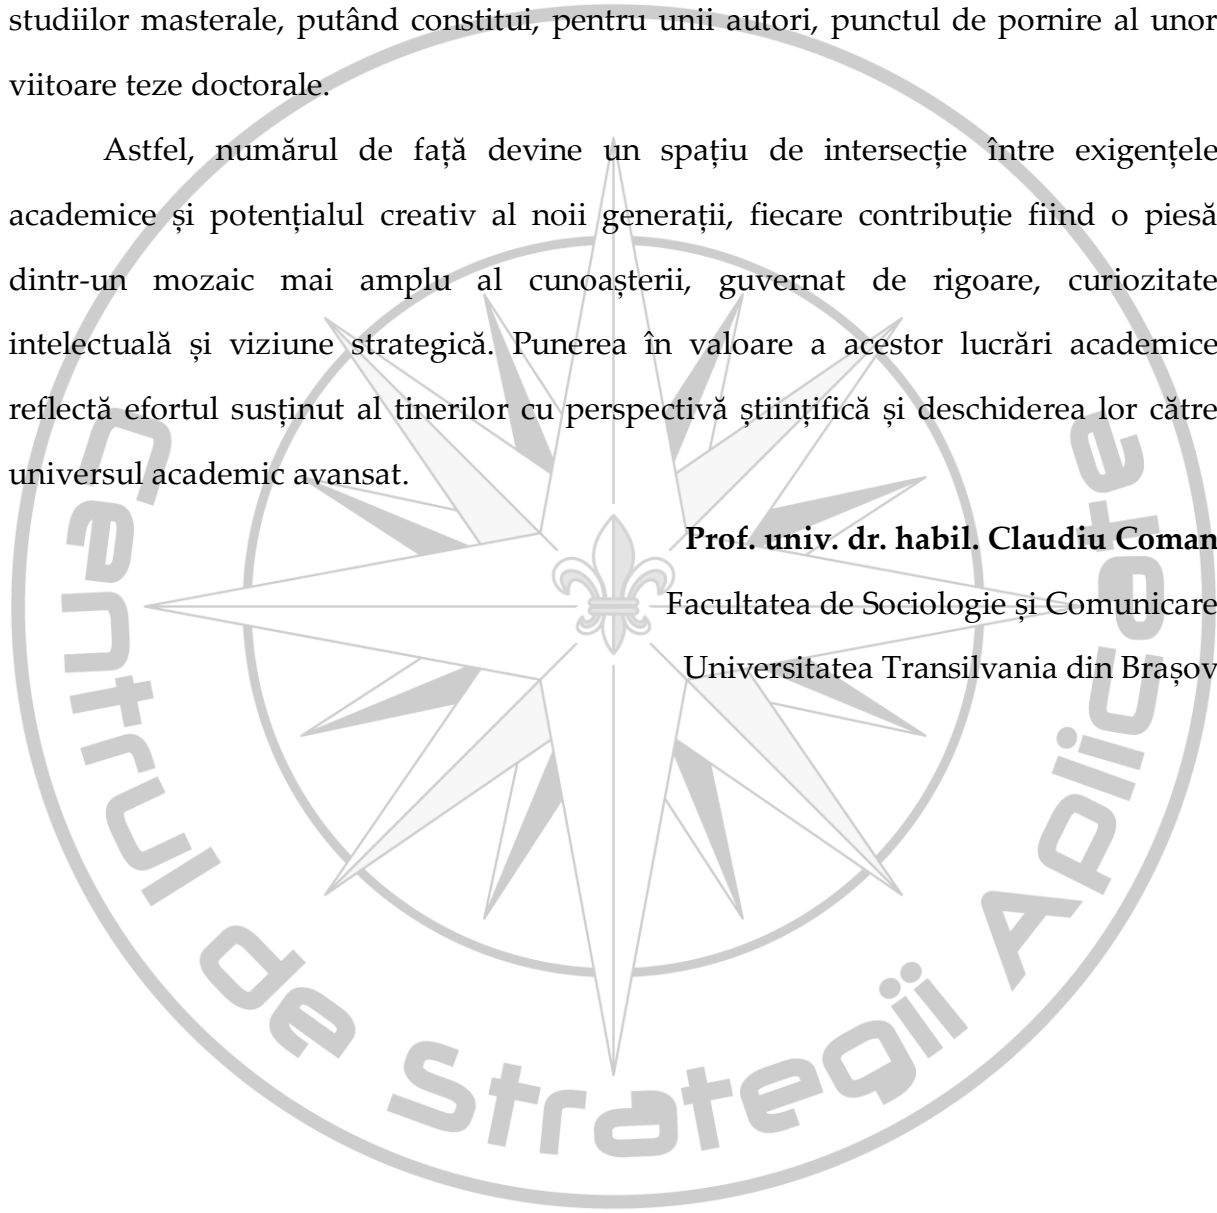 studiilor masterale, putând constitui, pentru unii autori, punctul de pornire al unor
viitoare teze doctorale.
Astfel, numărul de față devine un spațiu de intersecție între exigențele
academice și potențialul creativ al noii generații, fiecare contribuție fiind o piesă
dintr-un mozaic mai amplu al cunoașterii, guvernat de rigoare, curiozitate
intelectuală și viziune strategică. Punerea în valoare a acestor lucrări academice
reflectă efortul susținut al tinerilor cu perspectivă științifică și deschiderea lor către
universul academic avansat.
Prof. univ. dr. habil. Claudiu Coman
Facultatea de Sociologie și Comunicare
Universitatea Transilvania din Brașov
Centrul de Strategii Aplicate